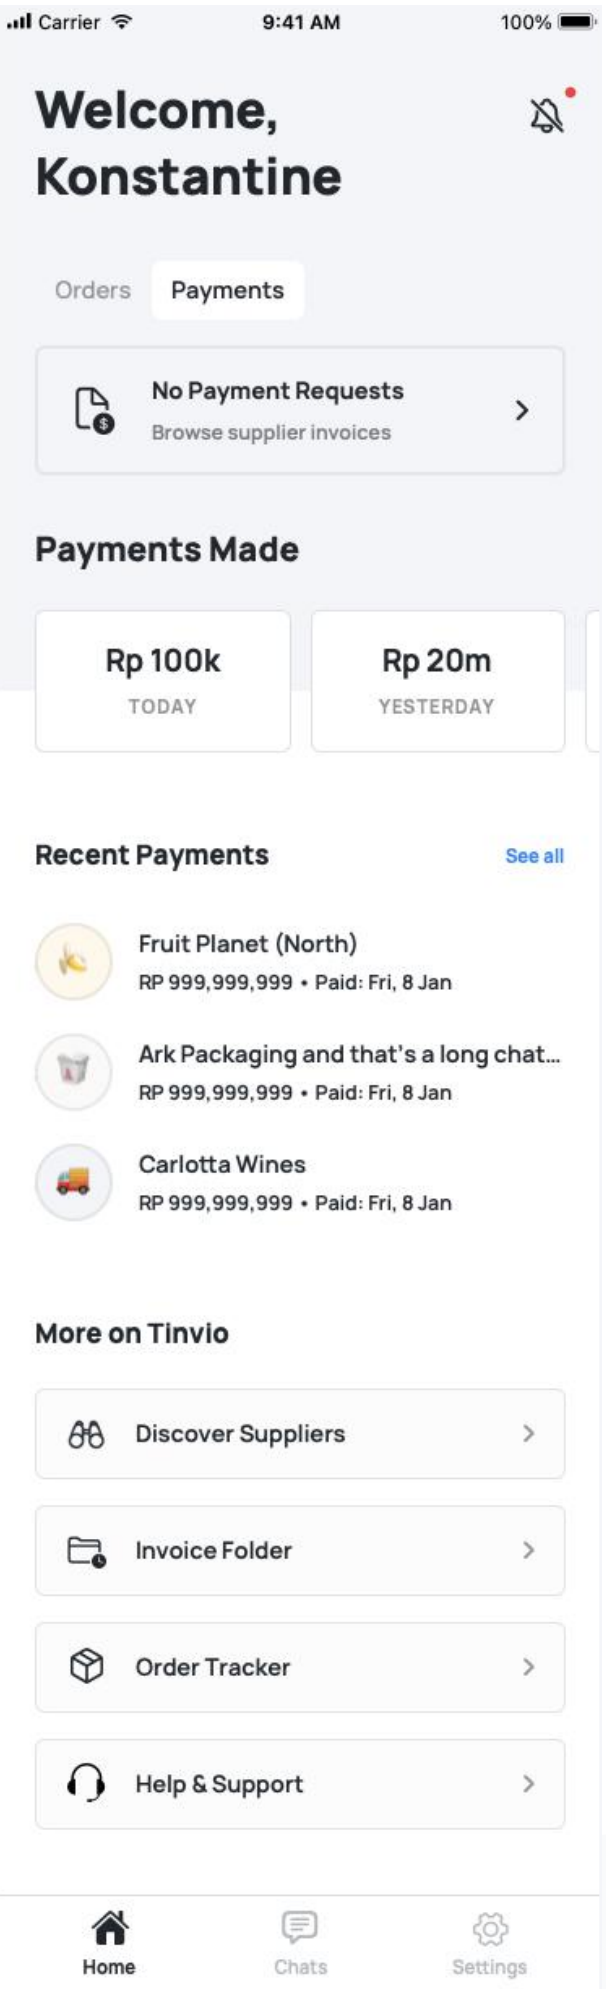 Carrier 9:41 AM 100%
Welcome,
Konstantine
Orders Payments
No Payment Requests
Browse supplier invoices
Payments Made
Rp 100k Rp 20m
TODAY YESTERDAY
Recent Payments See all
Fruit Planet (North)
RP 999,999,999 • Paid: Fri, 8 Jan
Ark Packaging and that's a long chat...
RP 999,999,999 • Paid: Fri, 8 Jan
Carlotta Wines
RP 999,999,999 • Paid: Fri, 8 Jan
More on Tinvio
Discover Suppliers
Invoice Folder
Order Tracker
Help & Support
Home Chats Settings